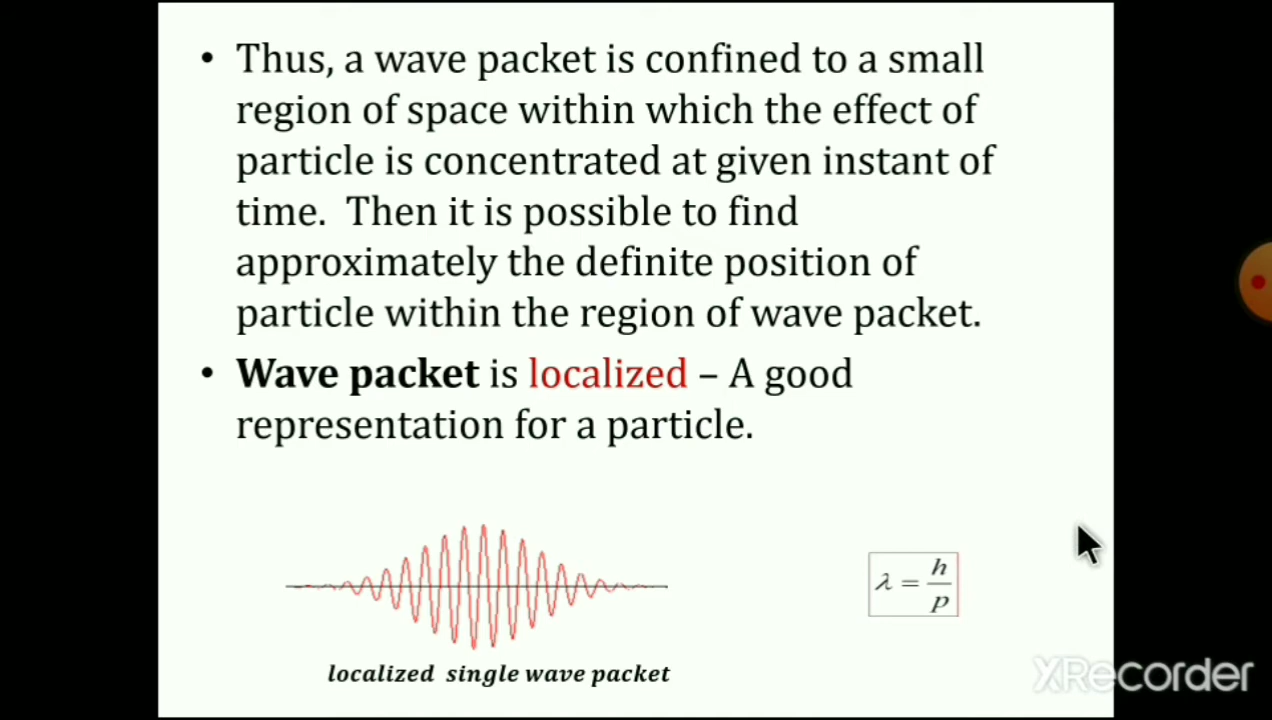 • Thus, a wave packet is confined to a small
region of space within which the effect of
particle is concentrated at given instant of
time.  Then it is possible to find
approximately the definite position of
particle within the region of wave packet.
• Wave packet is localized – A good
representation for a particle.
λ = h/p
localized single wave packet
XRecorder